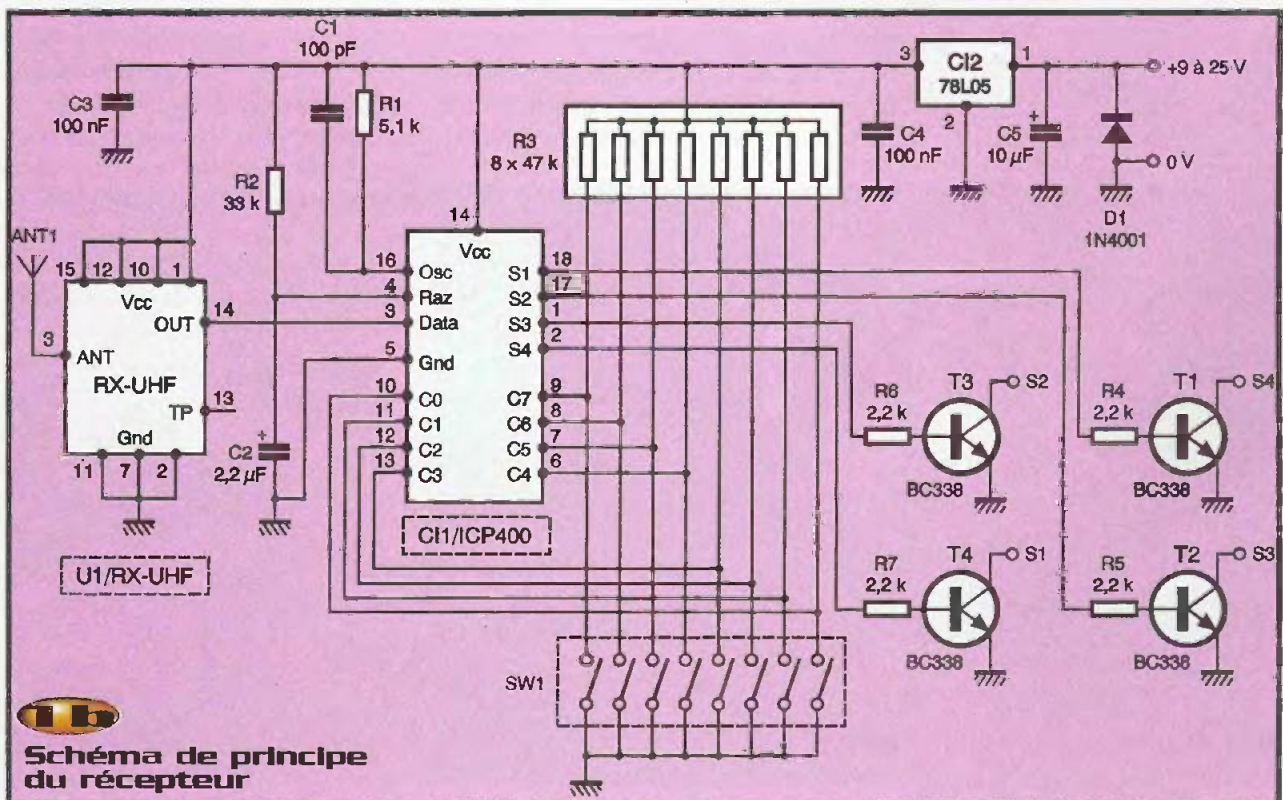 C1
100 pF
C3
100 nF
R1
5,1 k
R2
33 k
R3
8 x 47 k
3
CI2
78L05
1
2
+9 à 25 V
C4
100 nF
C5
10 µF
0 V
D1
1N4001
ANT1
15
12
10
1
Vcc
OUT
14
3
ANT
RX-UHF
TP
13
Gnd
11
7
2
U1/RX-UHF
C2
2,2 µF
14
Vcc
16
Osc
4
Raz
3
Data
5
Gnd
10
C0
11
C1
12
C2
13
C3
S1
18
S2
17
S3
1
S4
2
C7
9
C6
8
C5
7
C4
6
CI1/ICP400
R6
2,2 k
T3
S2
BC338
R4
2,2 k
T1
S4
BC338
R7
2,2 k
T4
S1
BC338
R5
2,2 k
T2
S3
BC338
SW1
1b
Schéma de principe
du récepteur